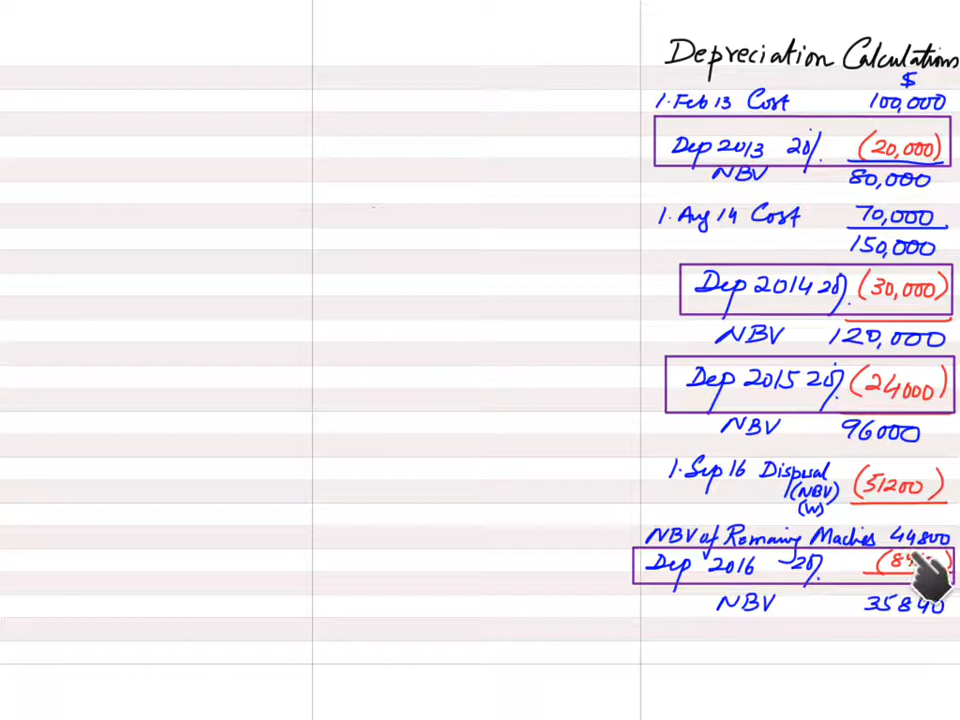 Depreciation Calculations
$
1. Feb 13 Cost 100,000
Dep 2013 20% (20,000)
NBV 80,000
1. Aug 14 Cost 70,000
150,000
Dep 2014 20% (30,000)
NBV 120,000
Dep 2015 20% (24000)
NBV 96000
1. Sep 16 Disposal (51200)
(NBV)
(W)
NBV of Remaining Machies 44800
Dep 2016 20%
NBV 35840